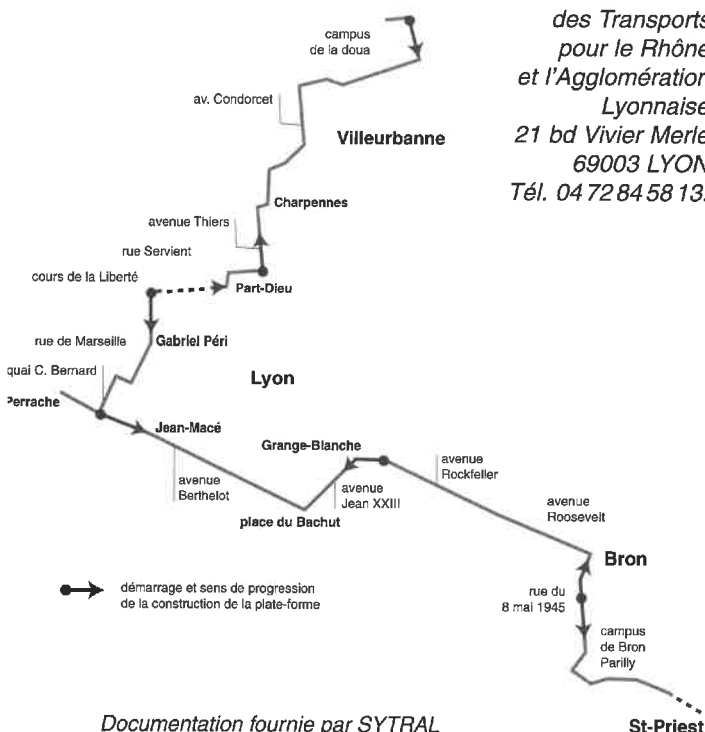 des Transports
pour le Rhône
et l'Agglomération
Lyonnaise
21 bd Vivier Merle
69003 LYON
Tél. 04 72 84 58 13
campus
de la doua
av. Condorcet
Villeurbanne
Charpennes
avenue Thiers
rue Servient
cours de la Liberté
Part-Dieu
rue de Marseille
Gabriel Péri
quai C. Bernard
Lyon
Perrache
Jean-Macé
Grange-Blanche
avenue
Rockfeller
avenue
Berthelot
avenue
Jean XXIII
avenue
Roosevelt
place du Bachut
Bron
démarrage et sens de progression
de la construction de la plate-forme
rue du
8 mai 1945
campus
de Bron
Parilly
Documentation fournie par SYTRAL
St-Priest